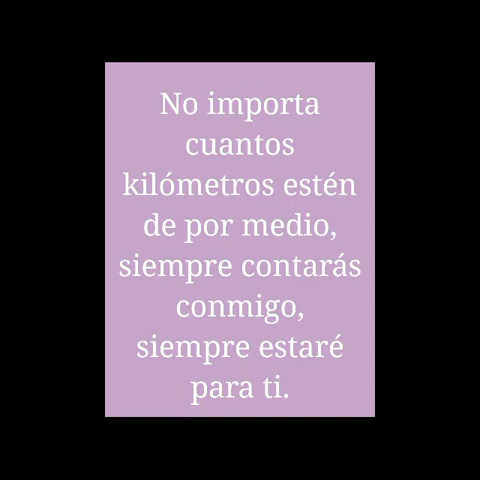 No importa
cuantos
kilómetros estén
de por medio,
siempre contarás
conmigo,
siempre estaré
para ti.